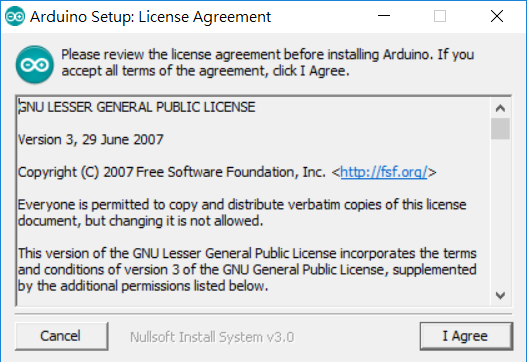 Arduino Setup: License Agreement
Please review the license agreement before installing Arduino. If you
accept all terms of the agreement, click I Agree.
GNU LESSER GENERAL PUBLIC LICENSE
Version 3, 29 June 2007
Copyright (C) 2007 Free Software Foundation, Inc. <http://fsf.org/>
Everyone is permitted to copy and distribute verbatim copies of this license
document, but changing it is not allowed.
This version of the GNU Lesser General Public License incorporates the terms
and conditions of version 3 of the GNU General Public License, supplemented
by the additional permissions listed below.
Cancel
Nullsoft Install System v3.0
I Agree